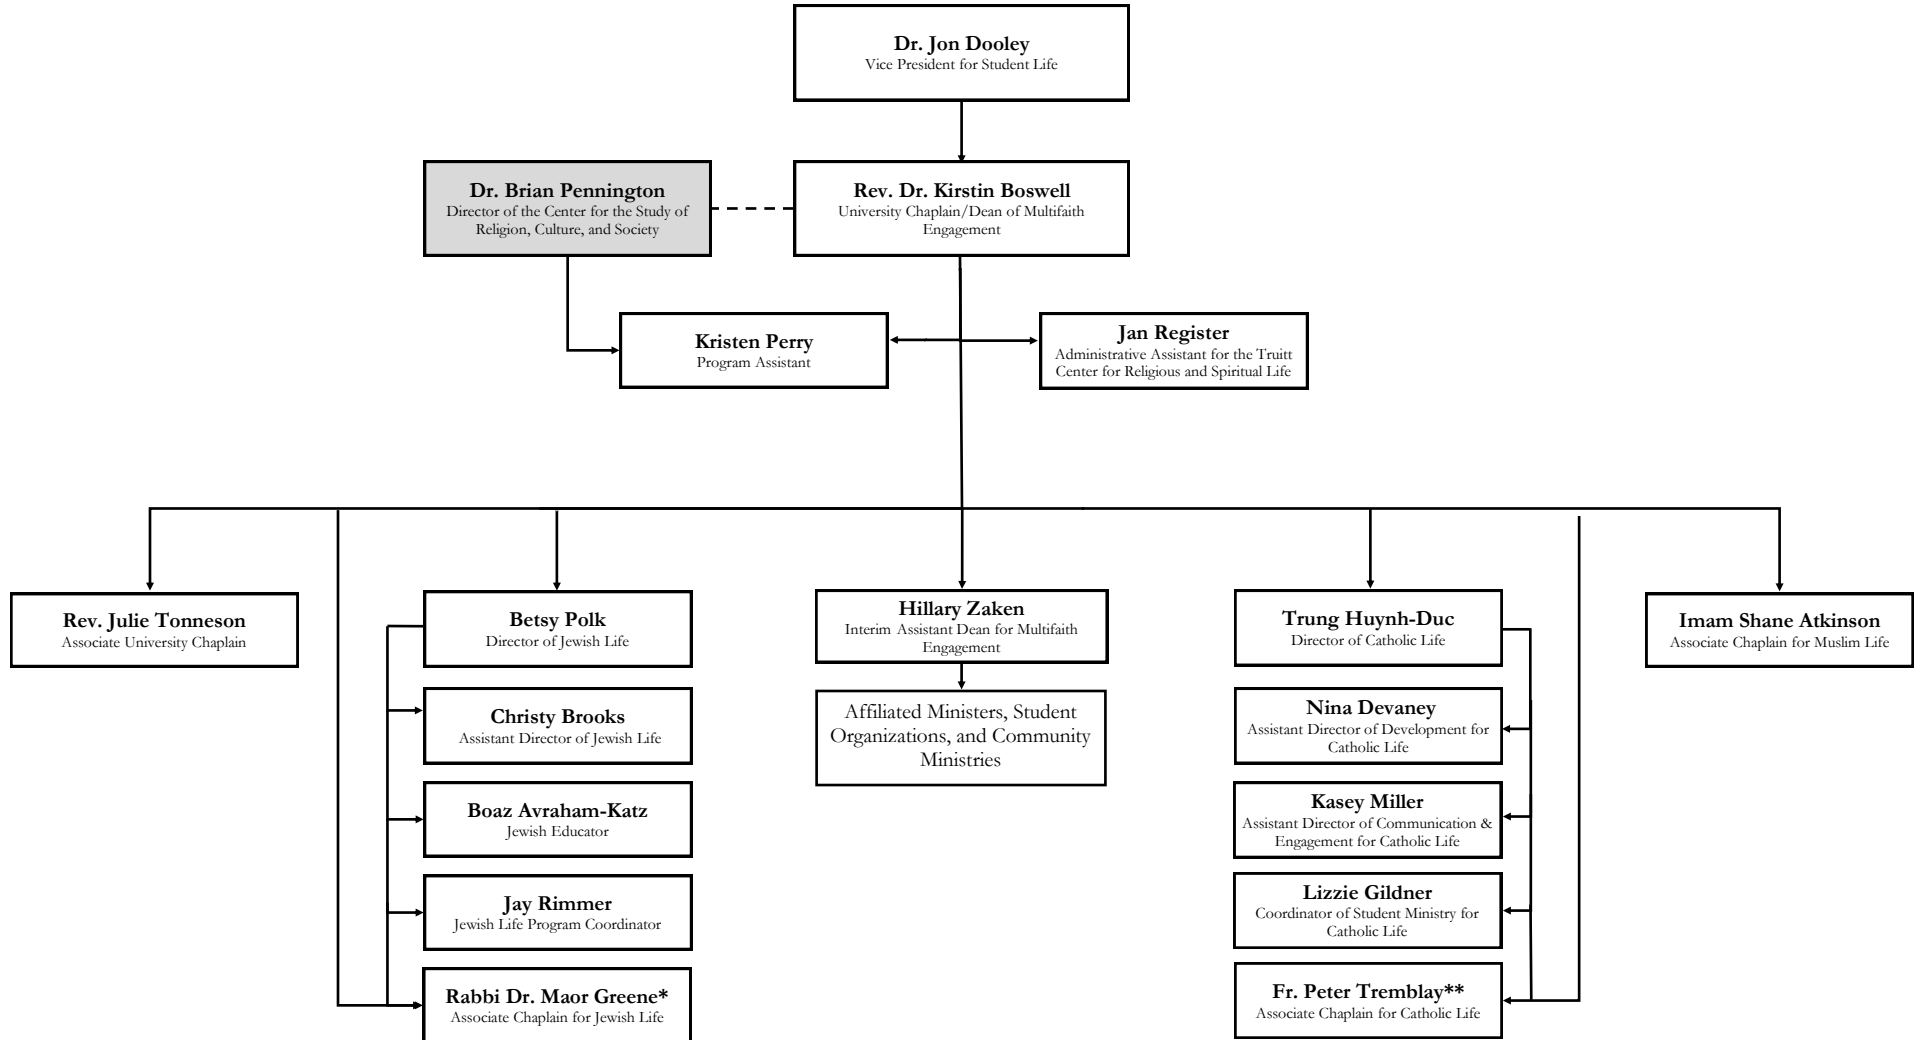 Dr. Jon Dooley
Vice President for Student Life
Dr. Brian Pennington
Director of the Center for the Study of
Religion, Culture, and Society
Rev. Dr. Kirstin Boswell
University Chaplain/Dean of Multifaith
Engagement
Kristen Perry
Program Assistant
Jan Register
Administrative Assistant for the Truitt
Center for Religious and Spiritual Life
Rev. Julie Tonneson
Associate University Chaplain
Betsy Polk
Director of Jewish Life
Christy Brooks
Assistant Director of Jewish Life
Boaz Avraham-Katz
Jewish Educator
Jay Rimmer
Jewish Life Program Coordinator
Rabbi Dr. Maor Greene*
Associate Chaplain for Jewish Life
Hillary Zaken
Interim Assistant Dean for Multifaith
Engagement
Affiliated Ministers, Student
Organizations, and Community
Ministries
Trung Huynh-Duc
Director of Catholic Life
Nina Devaney
Assistant Director of Development for
Catholic Life
Kasey Miller
Assistant Director of Communication &
Engagement for Catholic Life
Lizzie Gildner
Coordinator of Student Ministry for
Catholic Life
Fr. Peter Tremblay**
Associate Chaplain for Catholic Life
Imam Shane Atkinson
Associate Chaplain for Muslim Life